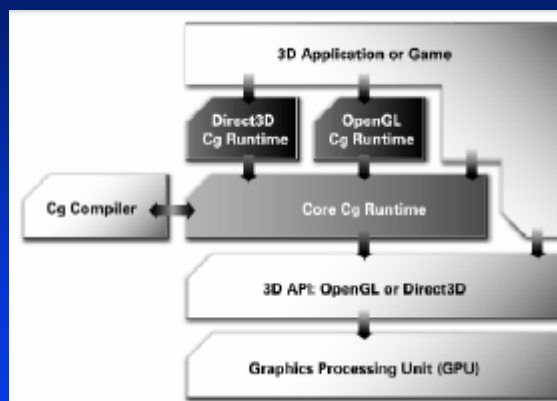 3D Application or Game
Direct3D
Cg Runtime
OpenGL
Cg Runtime
Cg Compiler
Core Cg Runtime
3D API: OpenGL or Direct3D
Graphics Processing Unit (GPU)